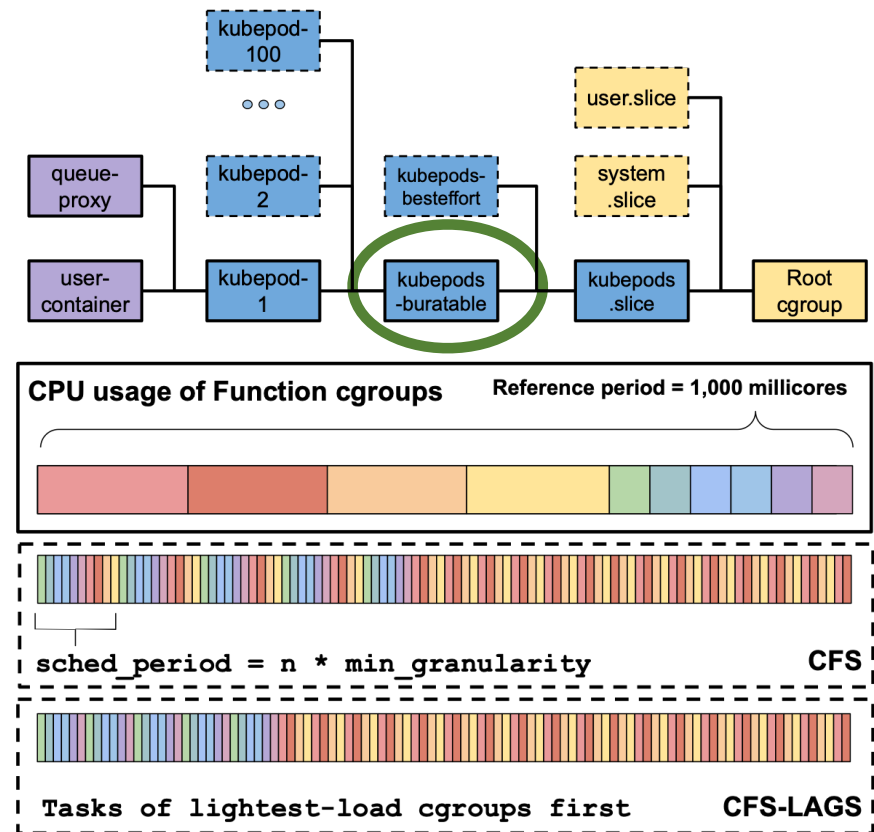 kubepod-
100
user.slice
queue-
proxy
kubepod-
2
kubepods-
besteffort
system
.slice
user-
container
kubepod-
1
kubepods
-buratable
kubepods
.slice
Root
cgroup
CPU usage of Function cgroups
Reference period = 1,000 millicores
sched_period = n * min_granularity
CFS
Tasks of lightest-load cgroups first
CFS-LAGS